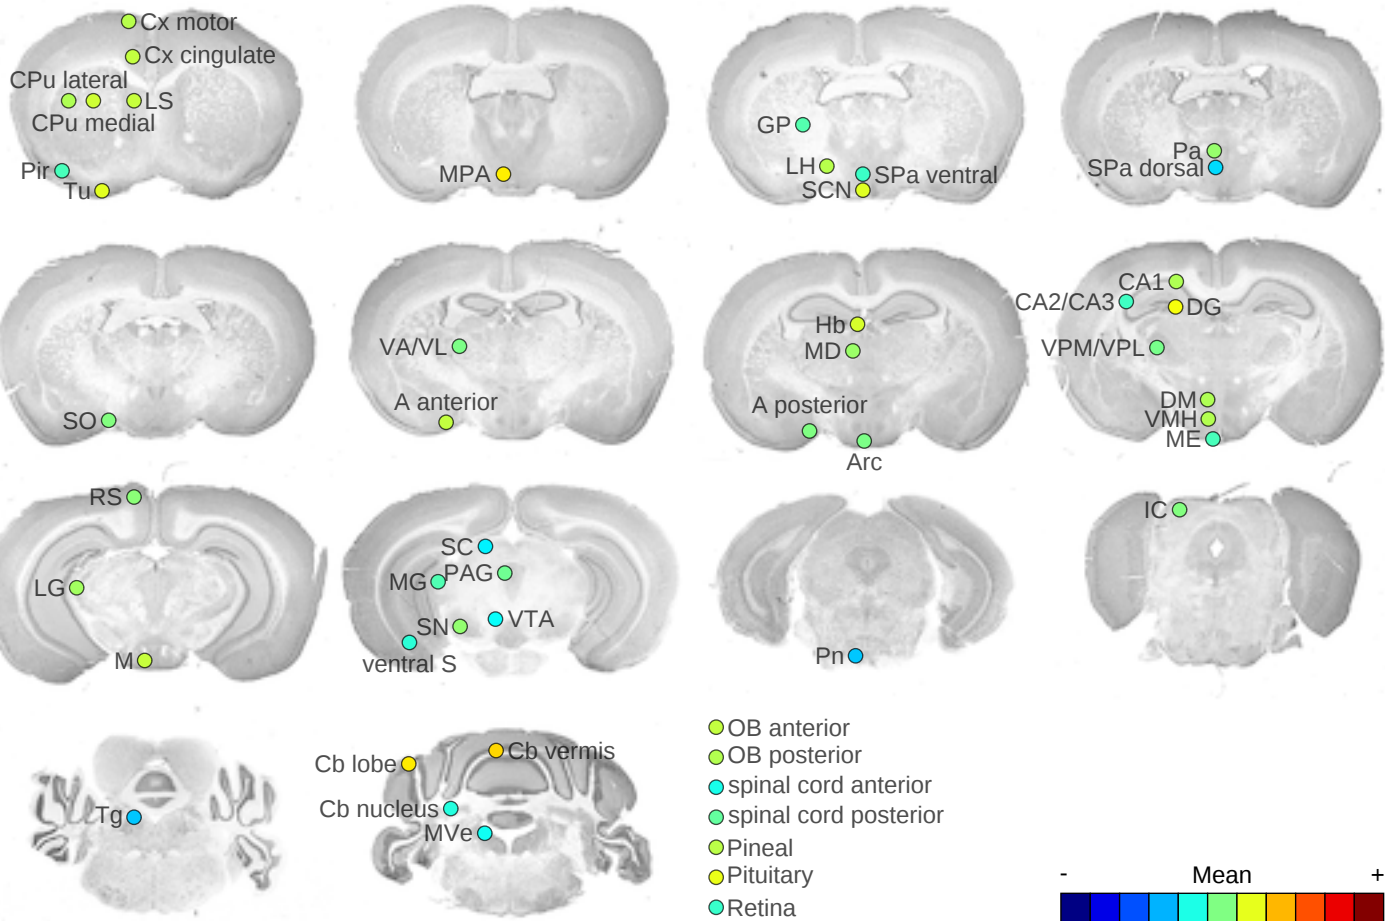 Cx motor
Cx cingulate
CPu lateral
LS
CPu medial
Pir
Tu
MPA
GP
LH
SPa ventral
SCN
Pa
SPa dorsal
SO
VA/VL
A anterior
Hb
MD
A posterior
Arc
CA1
CA2/CA3
DG
VPM/VPL
DM
VMH
ME
RS
LG
M
SC
MG
PAG
SN
VTA
ventral S
Pn
IC
Tg
Cb lobe
Cb vermis
Cb nucleus
MVe
OB anterior
OB posterior
spinal cord anterior
spinal cord posterior
Pineal
Pituitary
Retina
- Mean +